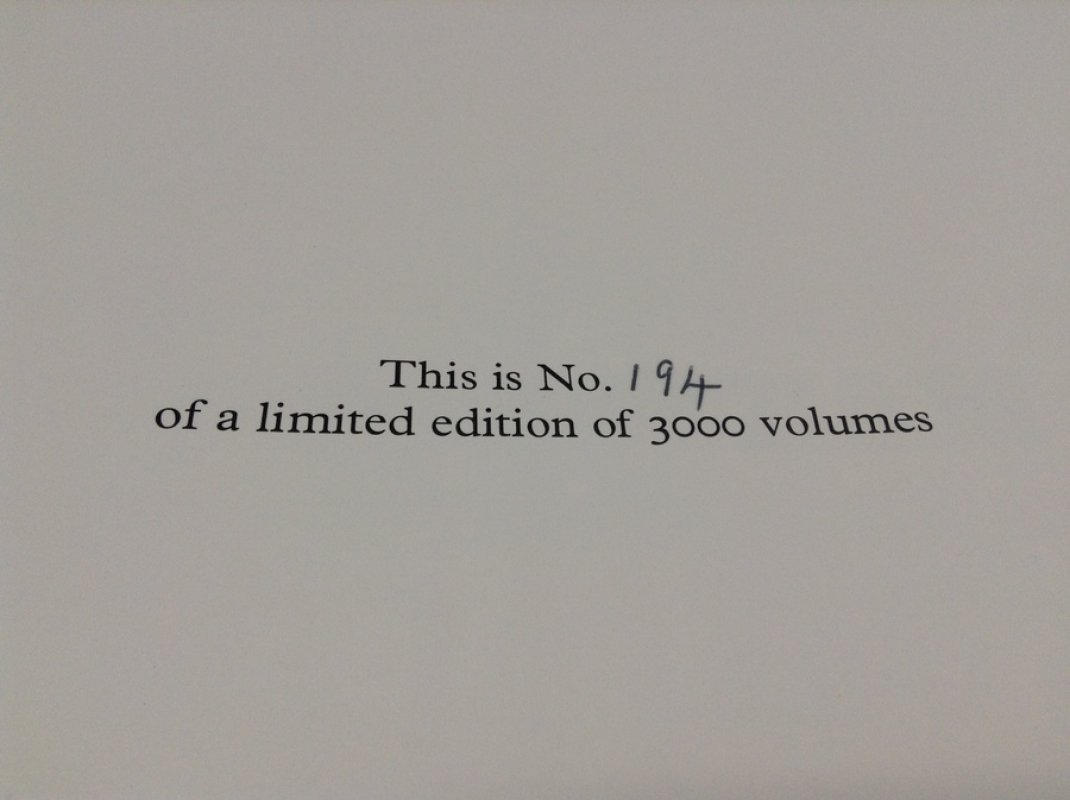 This is No. 194
of a limited edition of 3000 volumes